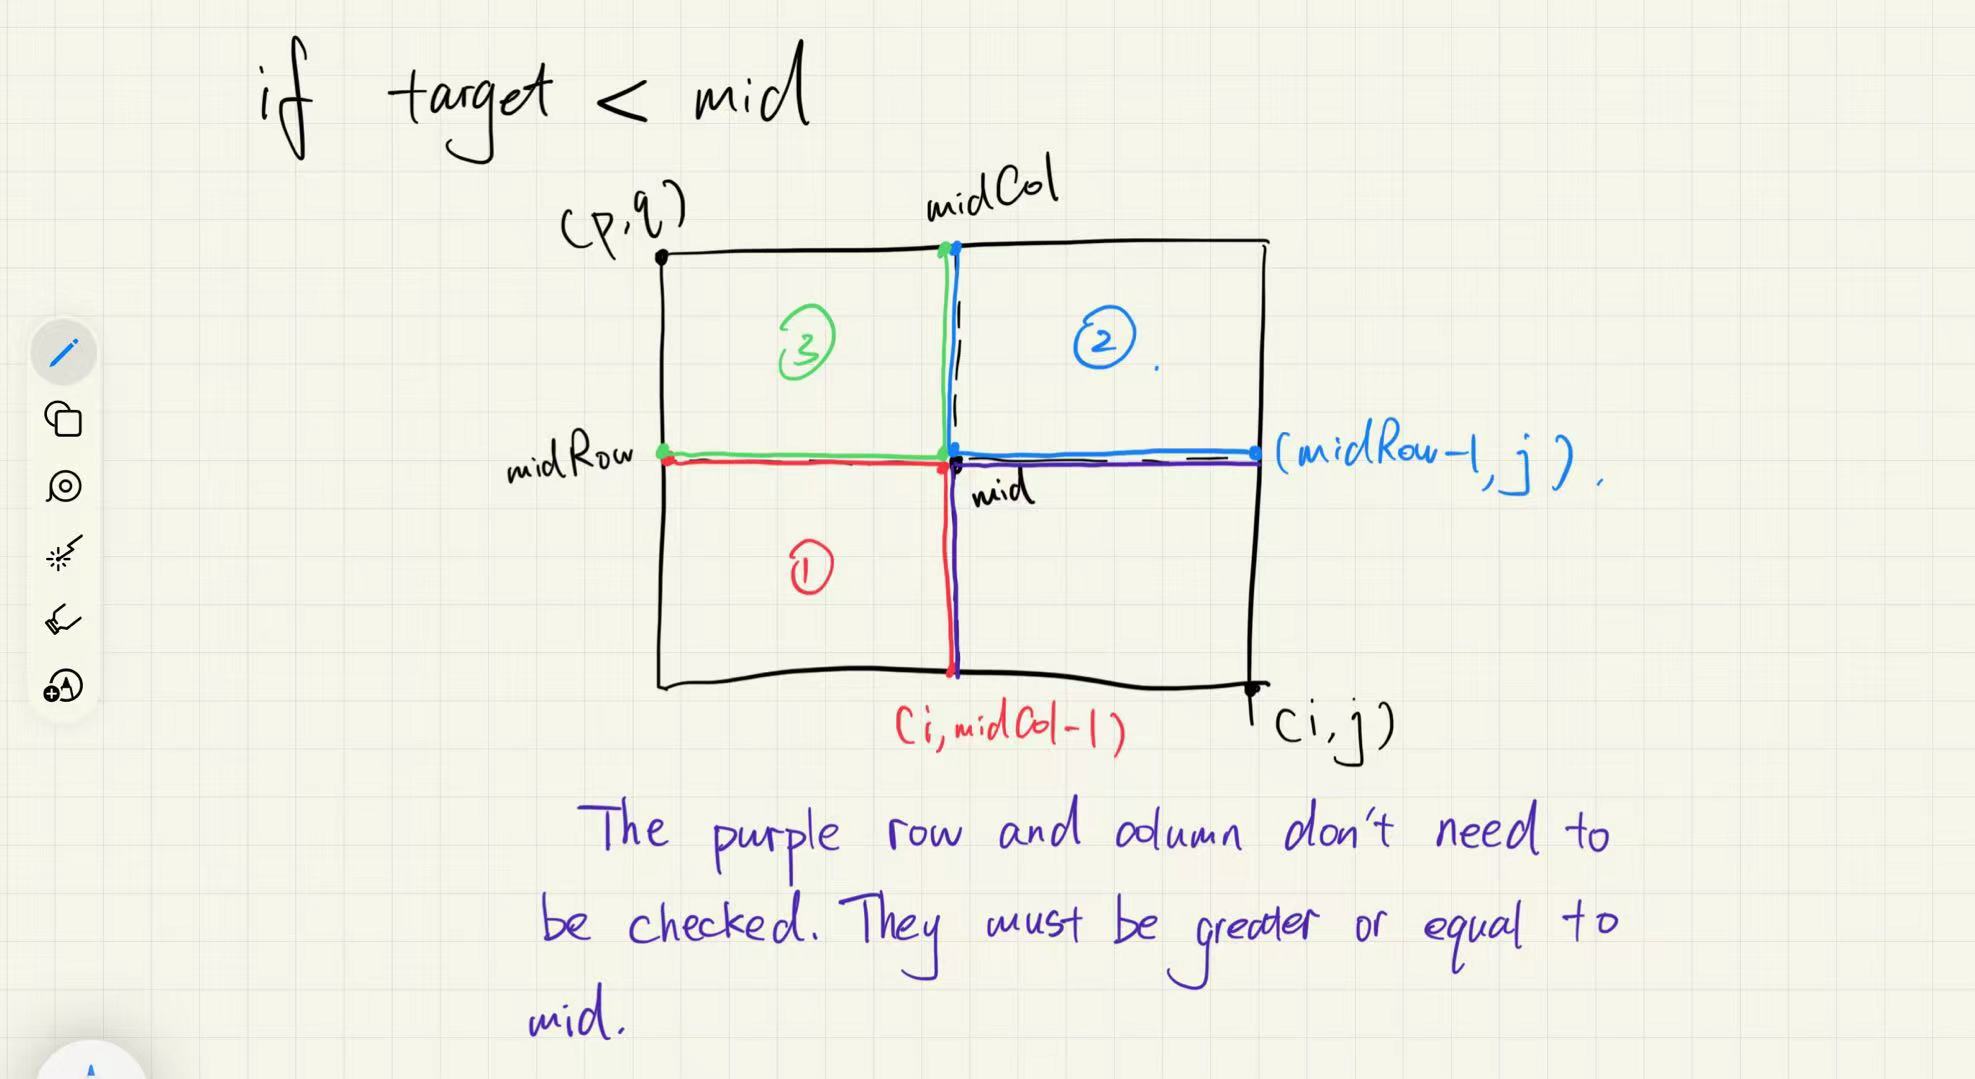 if target < mid
(p,q)
midCol
③
②
midRow
(midRow-1, j).
mid
①
(i, midCol-1)
(i, j)
The purple row and column don't need to
be checked. They must be greater or equal to
mid.